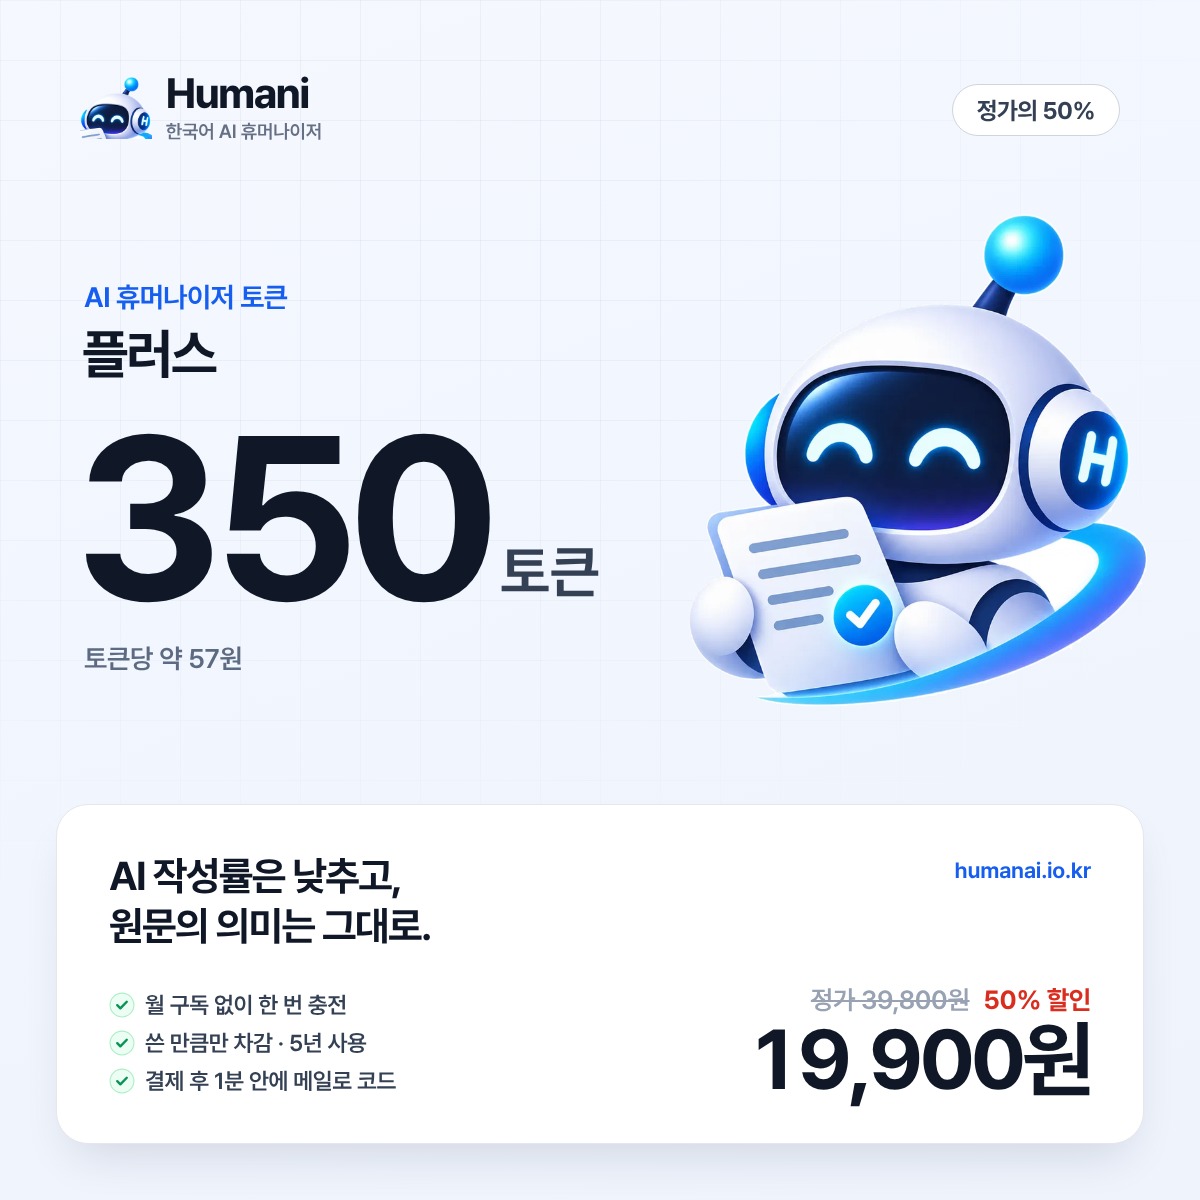 Humani
한국어 AI 휴머나이저
정가의 50%
AI 휴머나이저 토큰
플러스
350 토큰
토큰당 약 57원
H
AI 작성률은 낮추고,
원문의 의미는 그대로.
humanai.io.kr
월 구독 없이 한 번 충전
쓴 만큼만 차감 · 5년 사용
결제 후 1분 안에 메일로 코드
정가 39,800원 50% 할인
19,900원